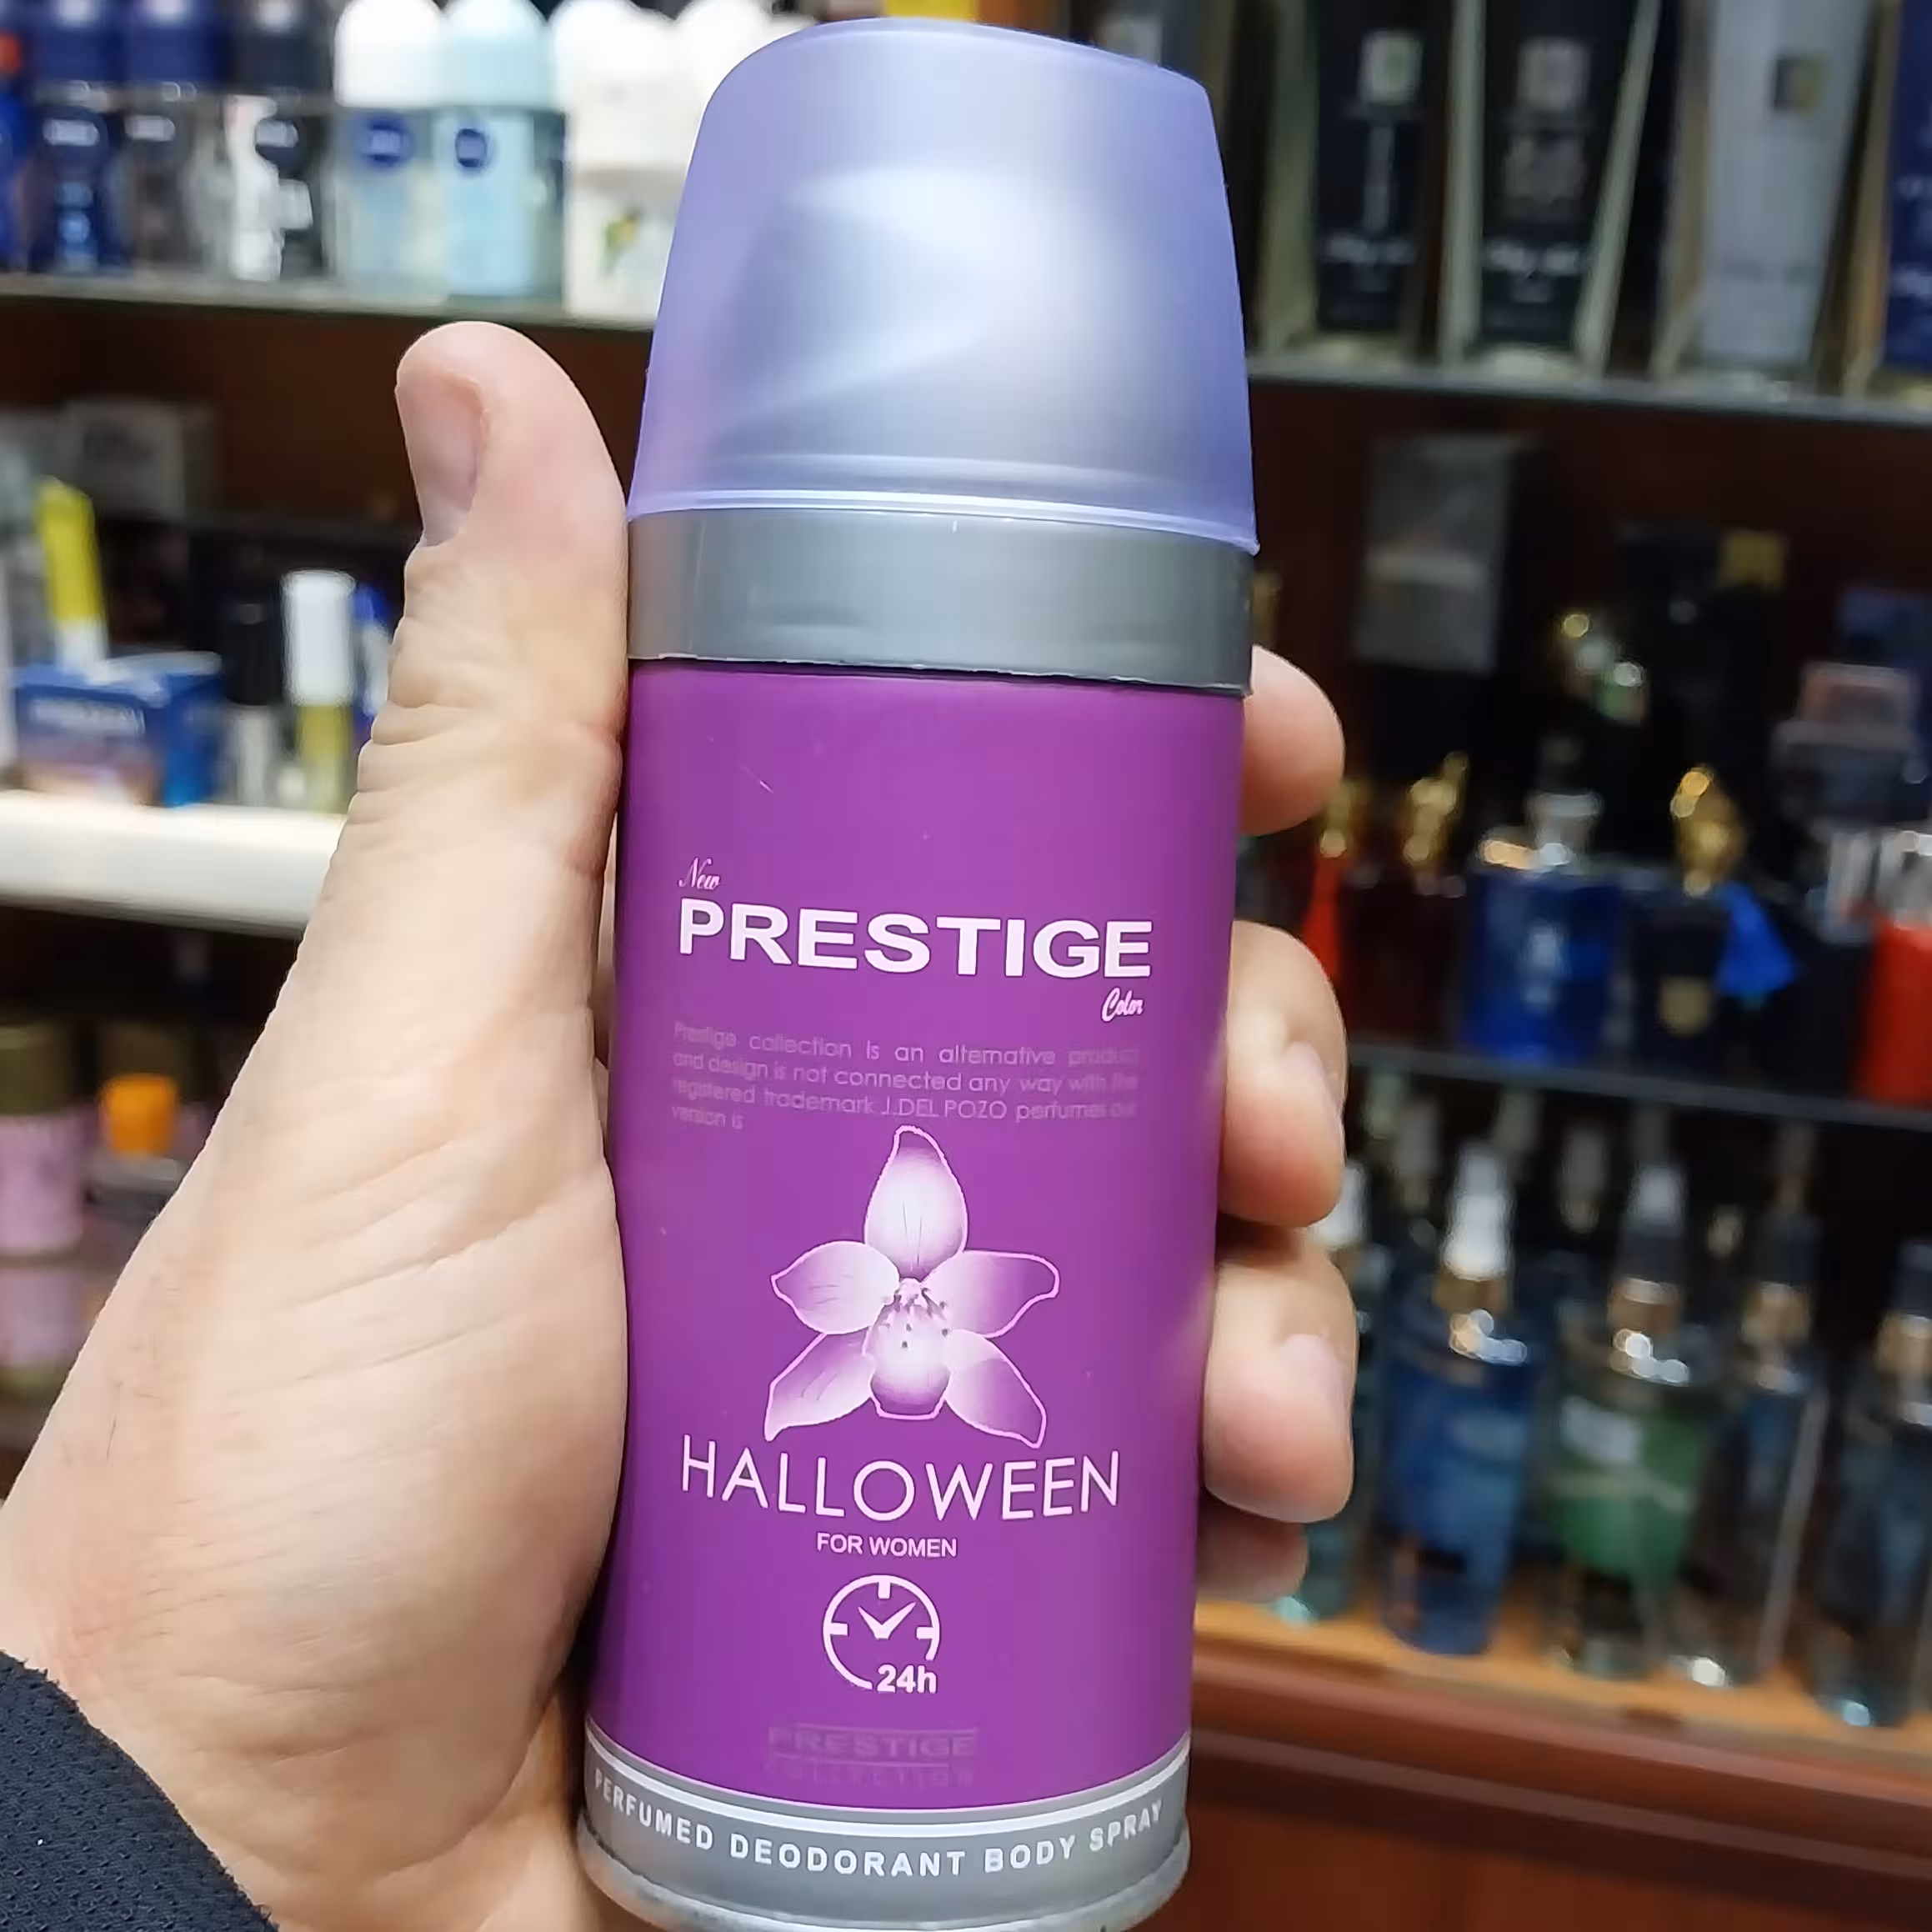 New
PRESTIGE
Color
Prestige collection is an alternative product
and design is not connected any way with the
registered trademark J.DEL POZO perfumes our
version is
HALLOWEEN
FOR WOMEN
24h
PRESTIGE
COLLECTION
PERFUMED DEODORANT BODY SPRAY